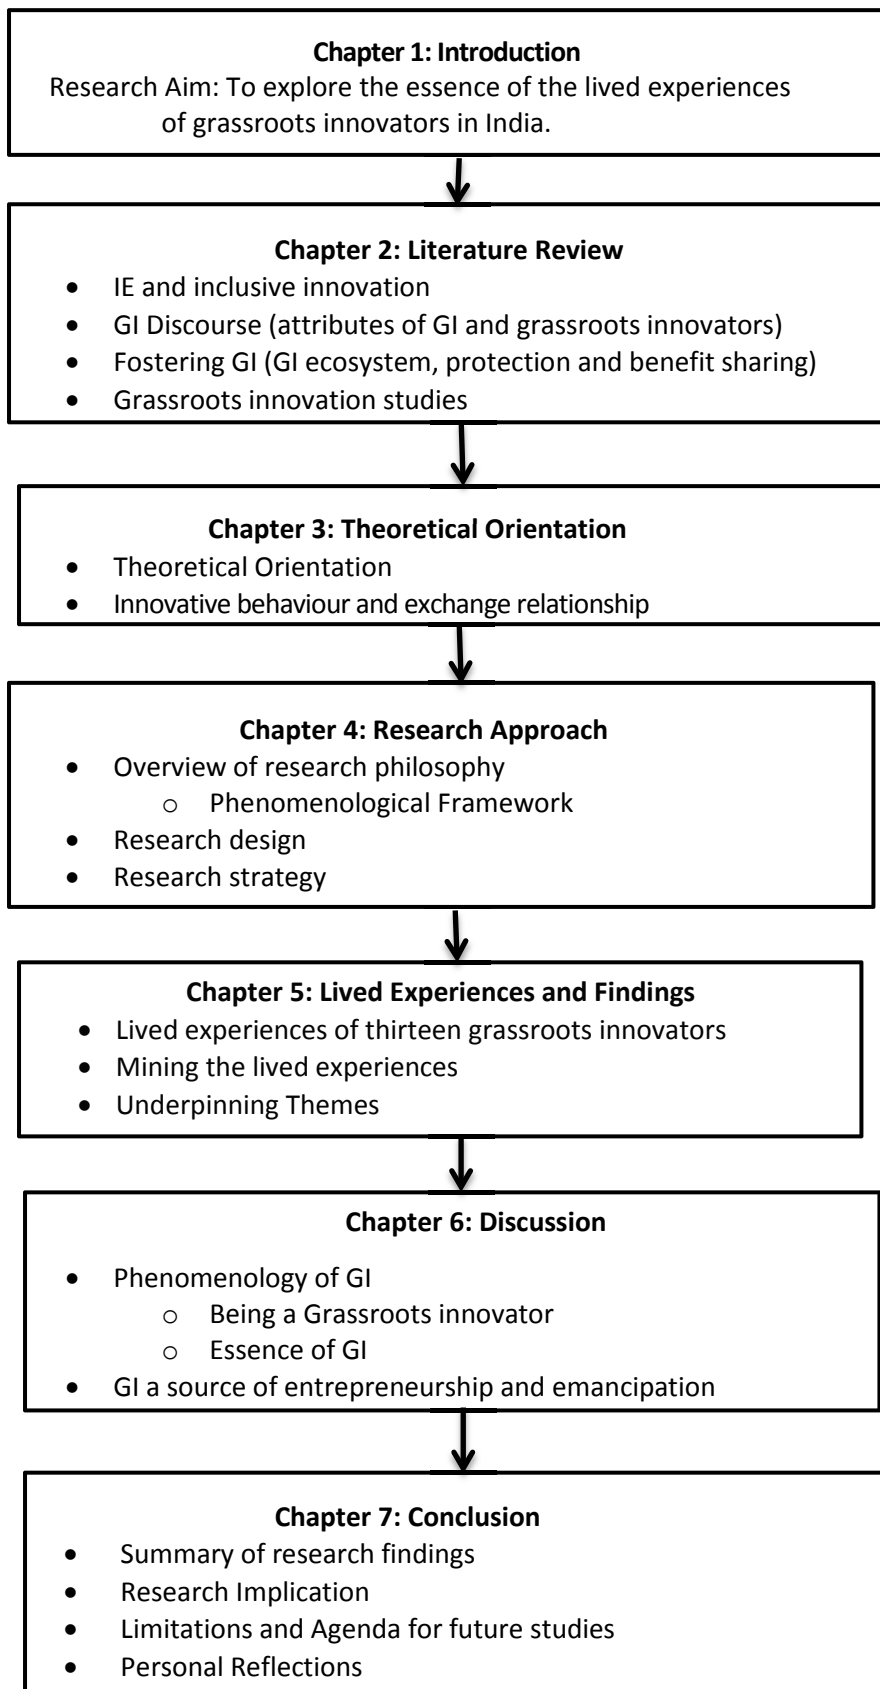 Chapter 1: Introduction
Research Aim: To explore the essence of the lived experiences
of grassroots innovators in India.
Chapter 2: Literature Review
• IE and inclusive innovation
• GI Discourse (attributes of GI and grassroots innovators)
• Fostering GI (GI ecosystem, protection and benefit sharing)
• Grassroots innovation studies
Chapter 3: Theoretical Orientation
• Theoretical Orientation
• Innovative behaviour and exchange relationship
Chapter 4: Research Approach
• Overview of research philosophy
o Phenomenological Framework
• Research design
• Research strategy
Chapter 5: Lived Experiences and Findings
• Lived experiences of thirteen grassroots innovators
• Mining the lived experiences
• Underpinning Themes
Chapter 6: Discussion
• Phenomenology of GI
o Being a Grassroots innovator
o Essence of GI
• GI a source of entrepreneurship and emancipation
Chapter 7: Conclusion
• Summary of research findings
• Research Implication
• Limitations and Agenda for future studies
• Personal Reflections